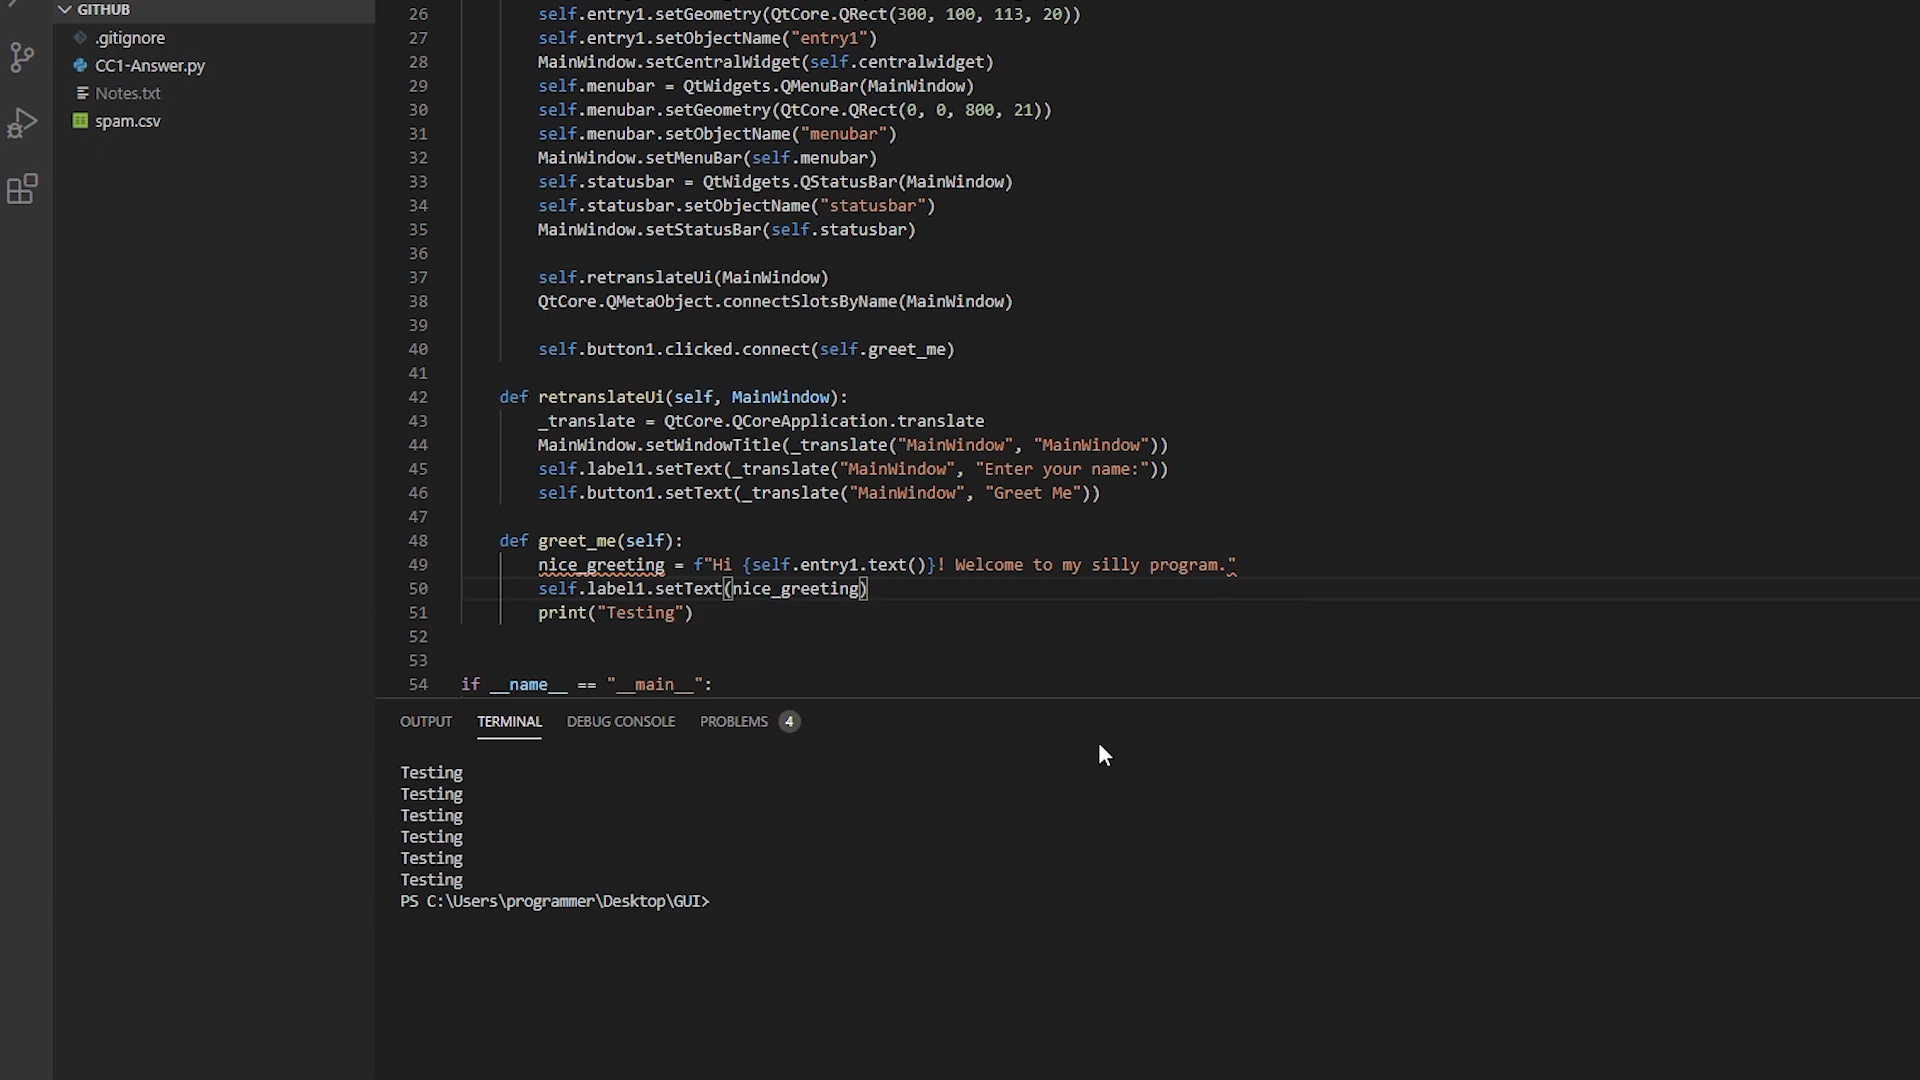 GITHUB
.gitignore
CC1-Answer.py
Notes.txt
spam.csv
26 self.entry1.setGeometry(QtCore.QRect(300, 100, 113, 20))
27 self.entry1.setObjectName("entry1")
28 MainWindow.setCentralWidget(self.centralwidget)
29 self.menubar = QtWidgets.QMenuBar(MainWindow)
30 self.menubar.setGeometry(QtCore.QRect(0, 0, 800, 21))
31 self.menubar.setObjectName("menubar")
32 MainWindow.setMenuBar(self.menubar)
33 self.statusbar = QtWidgets.QStatusBar(MainWindow)
34 self.statusbar.setObjectName("statusbar")
35 MainWindow.setStatusBar(self.statusbar)
36
37 self.retranslateUi(MainWindow)
38 QtCore.QMetaObject.connectSlotsByName(MainWindow)
39
40 self.button1.clicked.connect(self.greet_me)
41
42 def retranslateUi(self, MainWindow):
43 _translate = QtCore.QCoreApplication.translate
44 MainWindow.setWindowTitle(_translate("MainWindow", "MainWindow"))
45 self.label1.setText(_translate("MainWindow", "Enter your name:"))
46 self.button1.setText(_translate("MainWindow", "Greet Me"))
47
48 def greet_me(self):
49 nice_greeting = f"Hi {self.entry1.text()}! Welcome to my silly program."
50 self.label1.setText(nice_greeting)
51 print("Testing")
52
53
54 if __name__ == "__main__":
OUTPUT TERMINAL DEBUG CONSOLE PROBLEMS 4
Testing
Testing
Testing
Testing
Testing
Testing
PS C:\Users\programmer\Desktop\GUI>